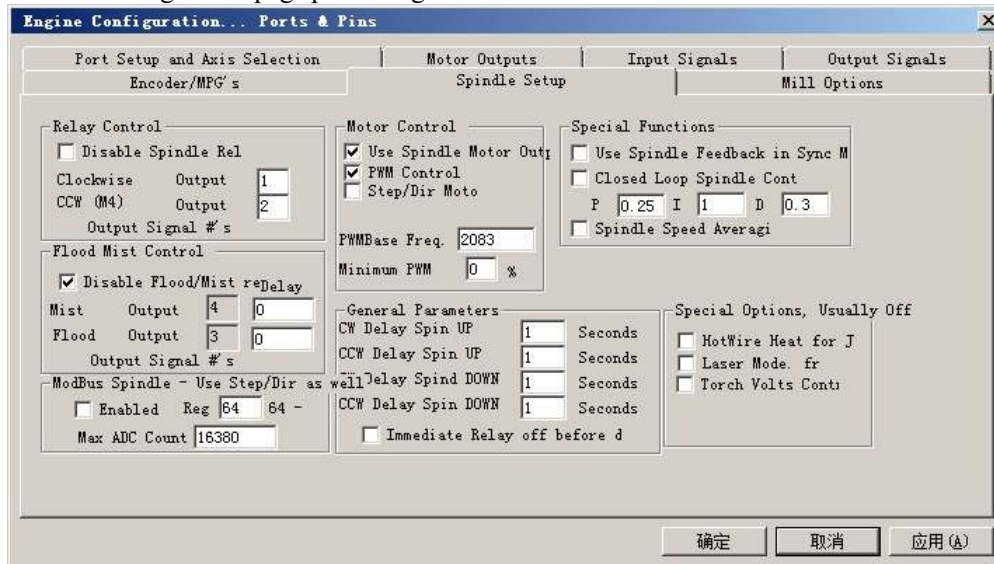 Engine Configuration... Ports & Pins
Port Setup and Axis Selection
Motor Outputs
Input Signals
Output Signals
Encoder/MPG's
Spindle Setup
Mill Options
Relay Control
Disable Spindle Rel
Clockwise Output 1
CCW (M4) Output 2
Output Signal #'s
Flood Mist Control
Disable Flood/Mist re Delay
Mist Output 4 0
Flood Output 3 0
Output Signal #'s
ModBus Spindle - Use Step/Dir as well
Enabled Reg 64 64 -
Max ADC Count 16380
Motor Control
Use Spindle Motor Outp
PWM Control
Step/Dir Moto
PWMBase Freq. 2083
Minimum PWM 0 %
General Parameters
CW Delay Spin UP 1 Seconds
CCW Delay Spin UP 1 Seconds
Delay Spind DOWN 1 Seconds
CCW Delay Spin DOWN 1 Seconds
Immediate Relay off before d
Special Functions
Use Spindle Feedback in Sync M
Closed Loop Spindle Cont
P 0.25 I 1 D 0.3
Spindle Speed Averagi
Special Options, Usually Off
HotWire Heat for J
Laser Mode. fr
Torch Volts Cont
确定
取消
应用(A)